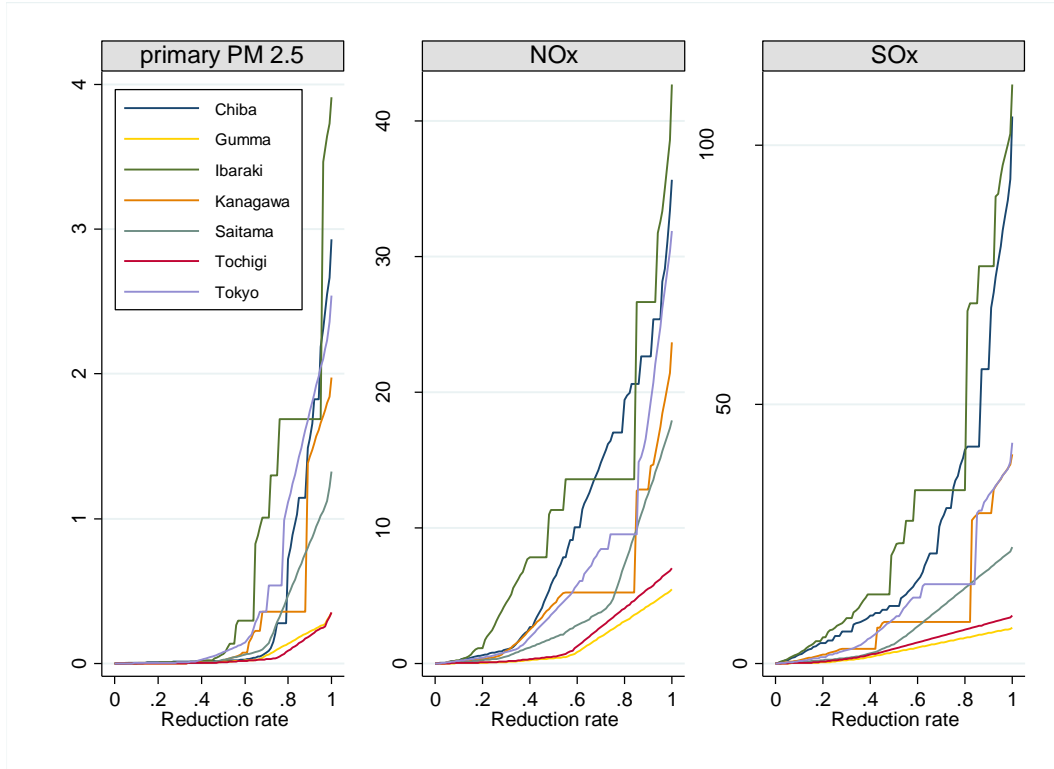 primary PM 2.5
4
3
2
1
0
Chiba
Gumma
Ibaraki
Kanagawa
Saitama
Tochigi
Tokyo
0 .2 .4 .6 .8 1
Reduction rate
NOx
40
30
20
10
0
0 .2 .4 .6 .8 1
Reduction rate
SOx
100
50
0
0 .2 .4 .6 .8 1
Reduction rate